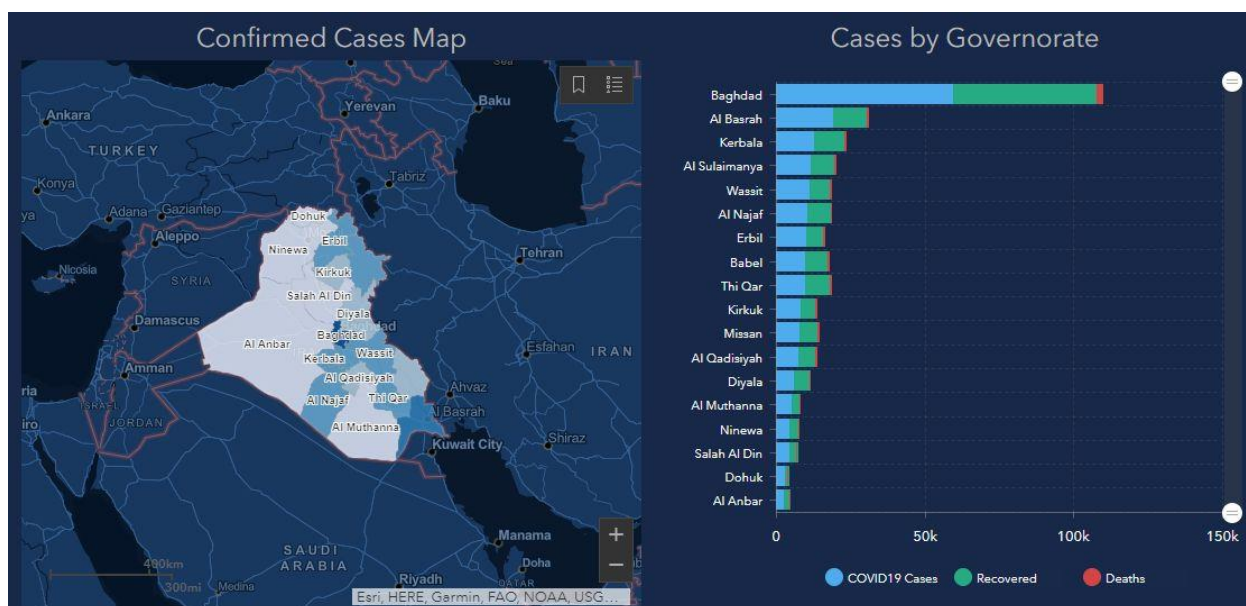 Confirmed Cases Map
Sea
Yerevan
Baku
Ankara
TURKEY
Tabriz
Konya
Adana
Gaziantep
Dohuk
Aleppo
Erbil
Ninewa
Tehran
Nicosia
Kirkuk
SYRIA
Salah Al Din
Diyala
Damascus
Baghdad
Baghdad
Al Anbar
Esfahan
IRAN
Kerbala
Wassit
Amman
Al Qadisiyah
Ahvaz
ISRAEL
Al Najaf
Thi Qar
Al Basrah
JORDAN
Al Muthanna
Kuwait City
Shiraz
SAUDI
ARABIA
Manama
400km
300mi
Medina
Riyadh
Doha
QATAR
Esri, HERE, Garmin, FAO, NOAA, USG...
Cases by Governorate
Baghdad
Al Basrah
Kerbala
Al Sulaimanya
Wassit
Al Najaf
Erbil
Babel
Thi Qar
Kirkuk
Missan
Al Qadisiyah
Diyala
Al Muthanna
Ninewa
Salah Al Din
Dohuk
Al Anbar
0 50k 100k 150k
COVID19 Cases Recovered Deaths